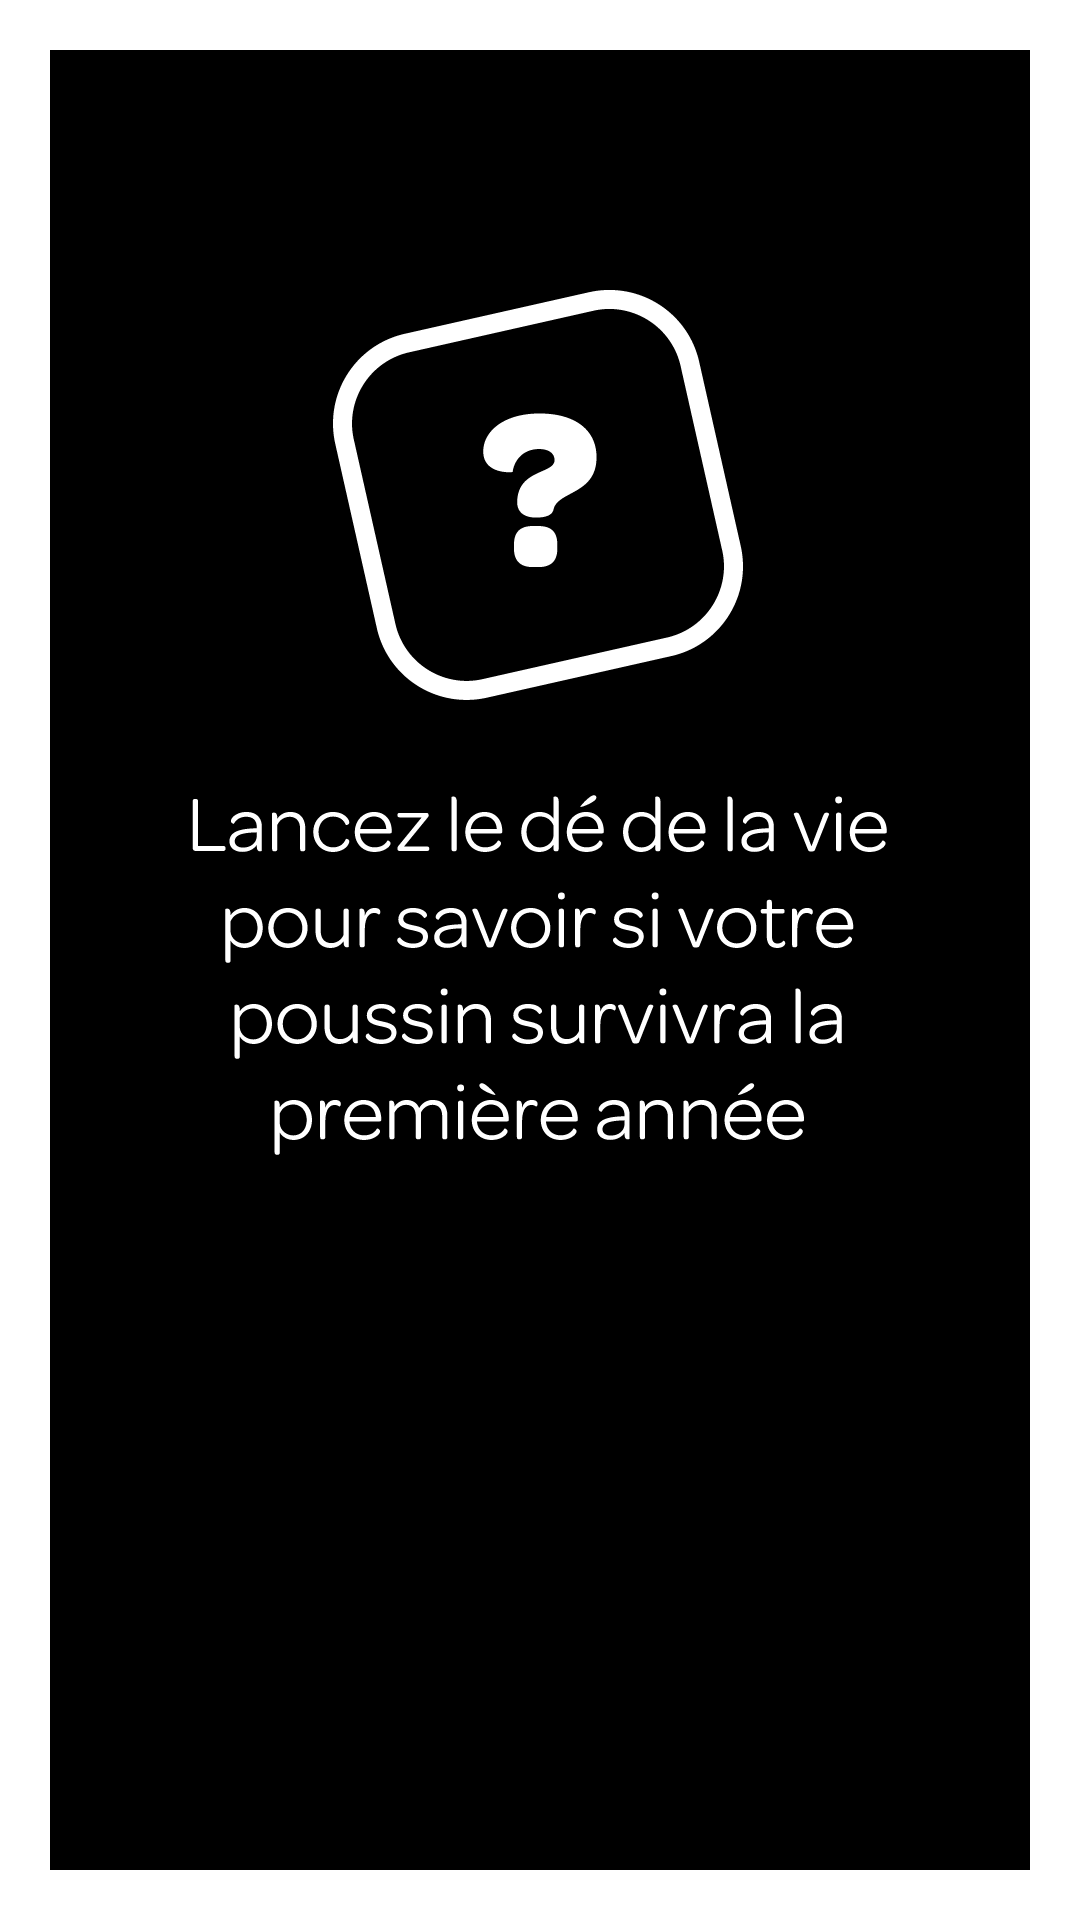 ?
Lancez le dé de la vie
pour savoir si votre
poussin survivra la
première année